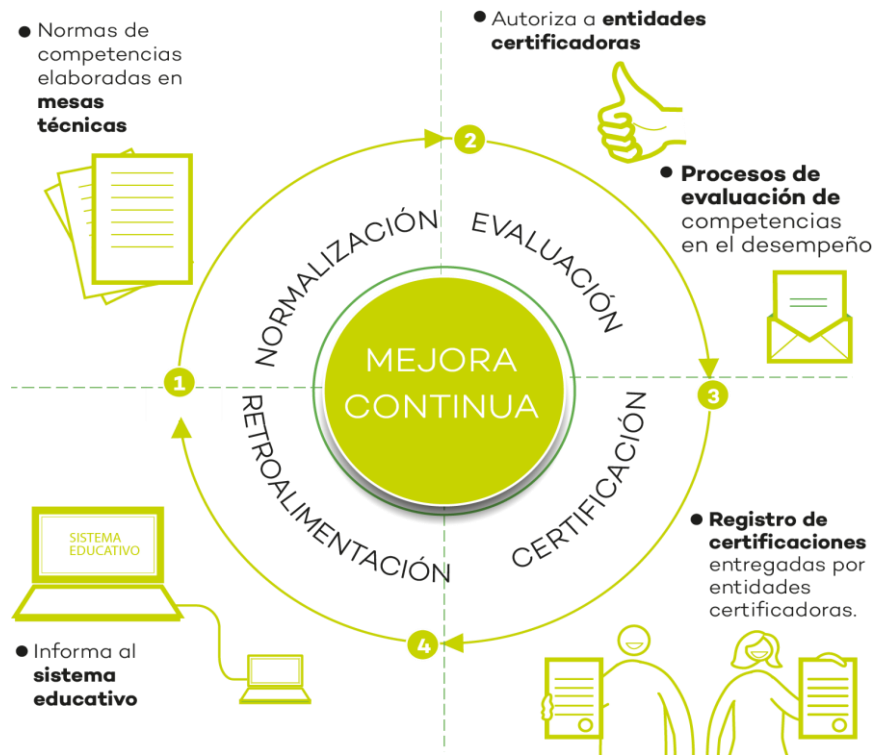 ● Normas de
competencias
elaboradas en
mesas
técnicas
● Autoriza a entidades
certificadoras
2
● Procesos de
evaluación de
competencias
en el desempeño
NORMALIZACIÓN
EVALUACIÓN
MEJORA
CONTINUA
1
3
RETROALIMENTACIÓN
CERTIFICACIÓN
● Registro de
certificaciones
entregadas por
entidades
certificadoras.
SISTEMA
EDUCATIVO
4
● Informa al
sistema
educativo